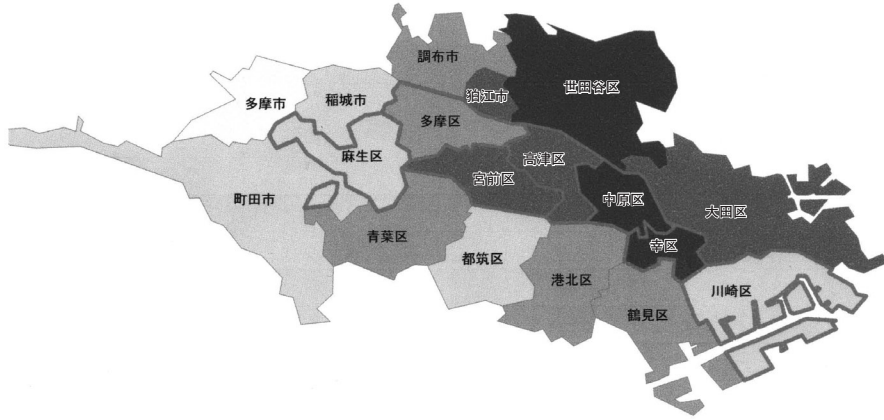 調布市
世田谷区
狛江市
多摩市
稲城市
多摩区
麻生区
高津区
宮前区
町田市
中原区
大田区
青葉区
幸区
都筑区
港北区
川崎区
鶴見区